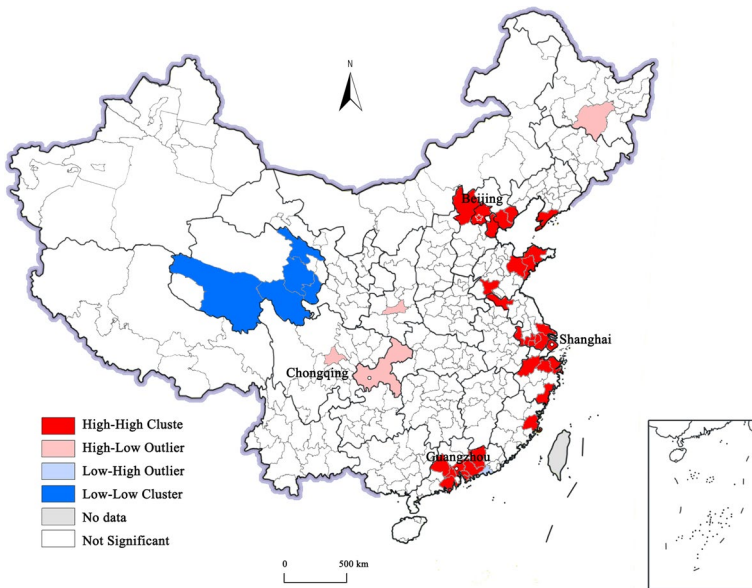 N
Beijing
Shanghai
Chongqing
Guangzhou
High-High Cluste
High-Low Outlier
Low-High Outlier
Low-Low Cluster
No data
Not Significant
0 500 km